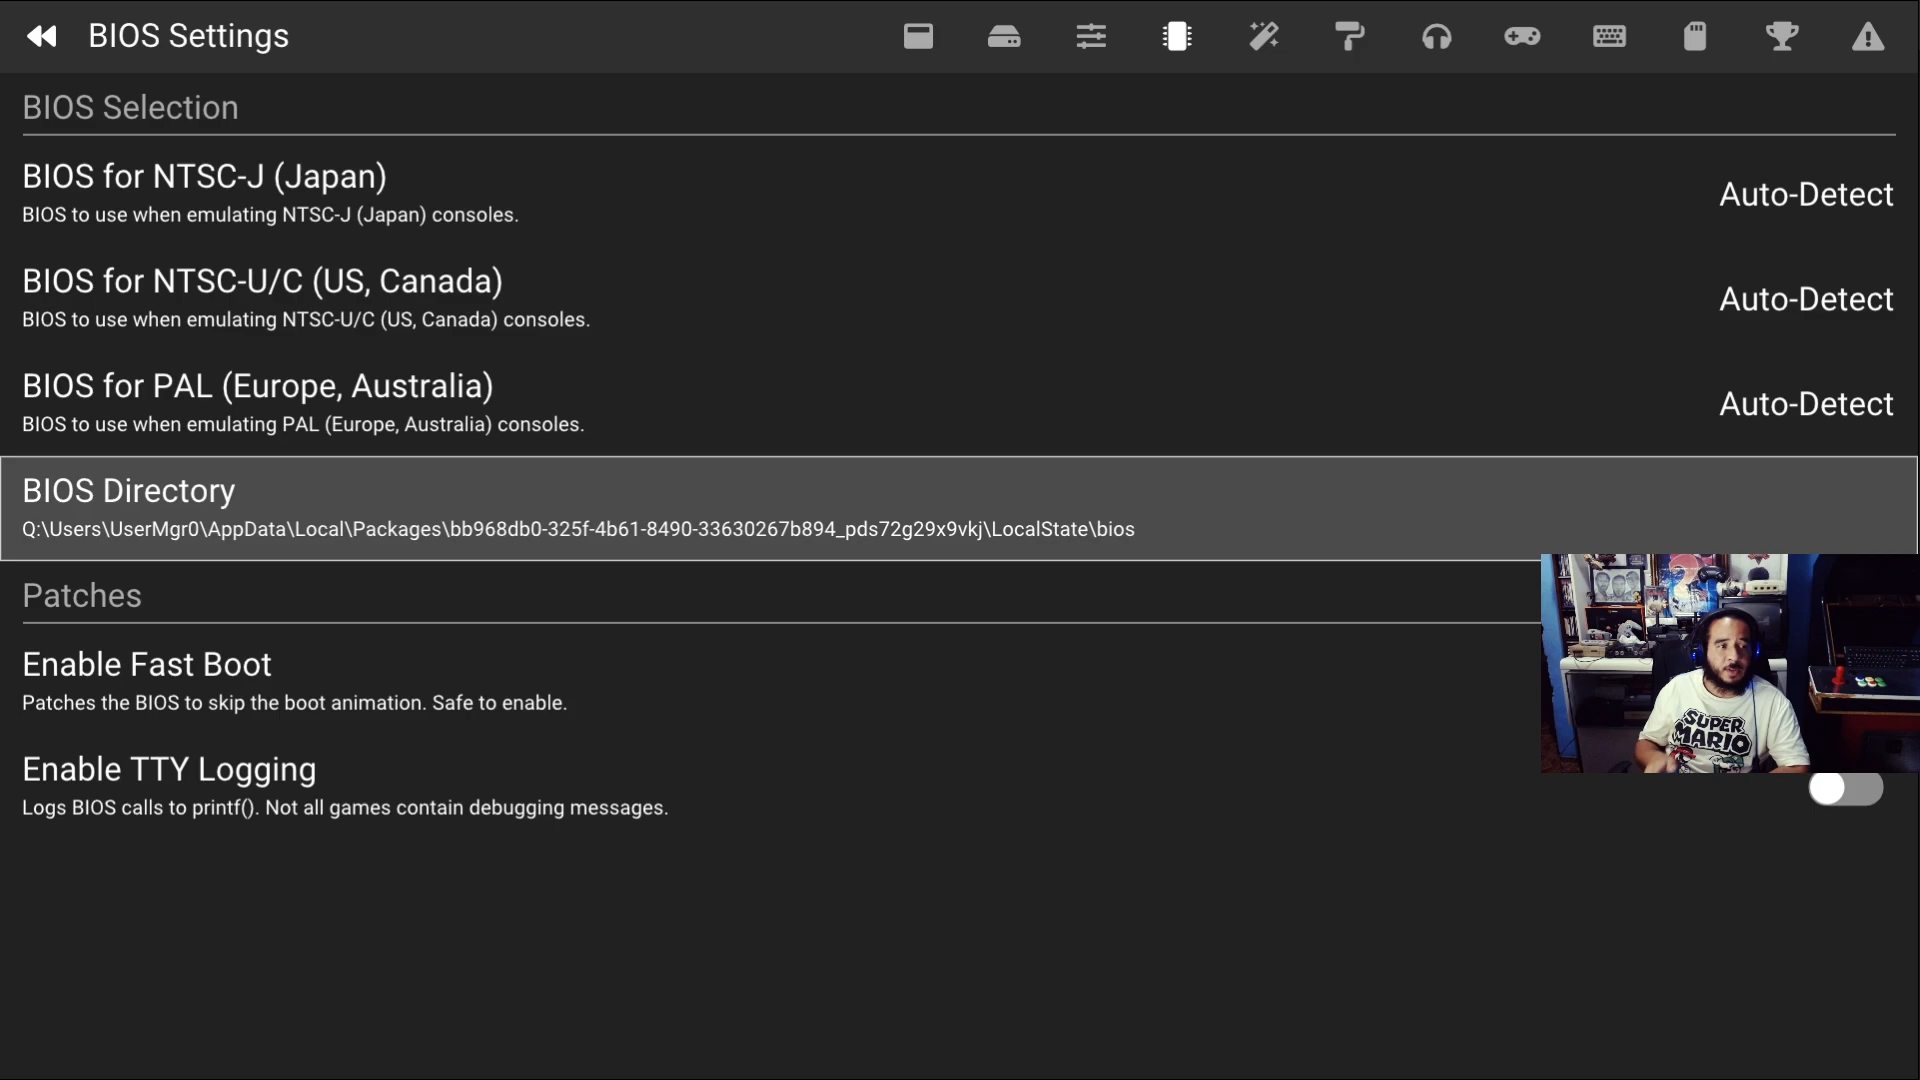 BIOS Settings
BIOS Selection
BIOS for NTSC-J (Japan)
BIOS to use when emulating NTSC-J (Japan) consoles.
Auto-Detect
BIOS for NTSC-U/C (US, Canada)
BIOS to use when emulating NTSC-U/C (US, Canada) consoles.
Auto-Detect
BIOS for PAL (Europe, Australia)
BIOS to use when emulating PAL (Europe, Australia) consoles.
Auto-Detect
BIOS Directory
Q:\Users\UserMgr0\AppData\Local\Packages\bb968db0-325f-4b61-8490-33630267b894_pds72g29x9vkj\LocalState\bios
Patches
Enable Fast Boot
Patches the BIOS to skip the boot animation. Safe to enable.
Enable TTY Logging
Logs BIOS calls to printf(). Not all games contain debugging messages.
SUPER
MARIO